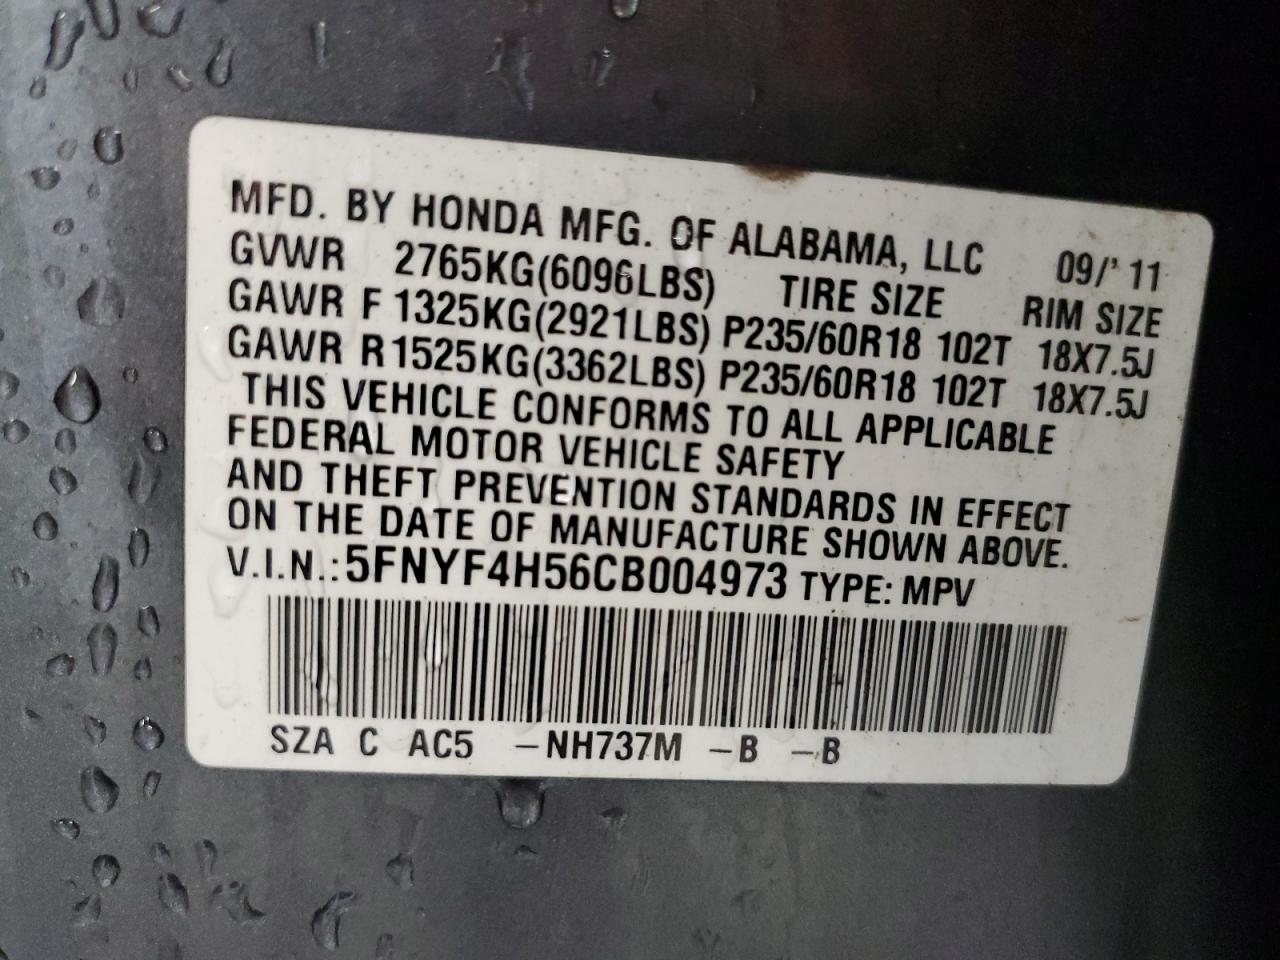 MFD. BY HONDA MFG. OF ALABAMA, LLC 09/'11
GVWR 2765KG(6096LBS) TIRE SIZE RIM SIZE
GAWR F 1325KG(2921LBS) P235/60R18 102T 18X7.5J
GAWR R 1525KG(3362LBS) P235/60R18 102T 18X7.5J
THIS VEHICLE CONFORMS TO ALL APPLICABLE
FEDERAL MOTOR VEHICLE SAFETY
AND THEFT PREVENTION STANDARDS IN EFFECT
ON THE DATE OF MANUFACTURE SHOWN ABOVE.
V.I.N.: 5FNYF4H56CB004973 TYPE: MPV
SZA C AC5 -NH737M -B -B